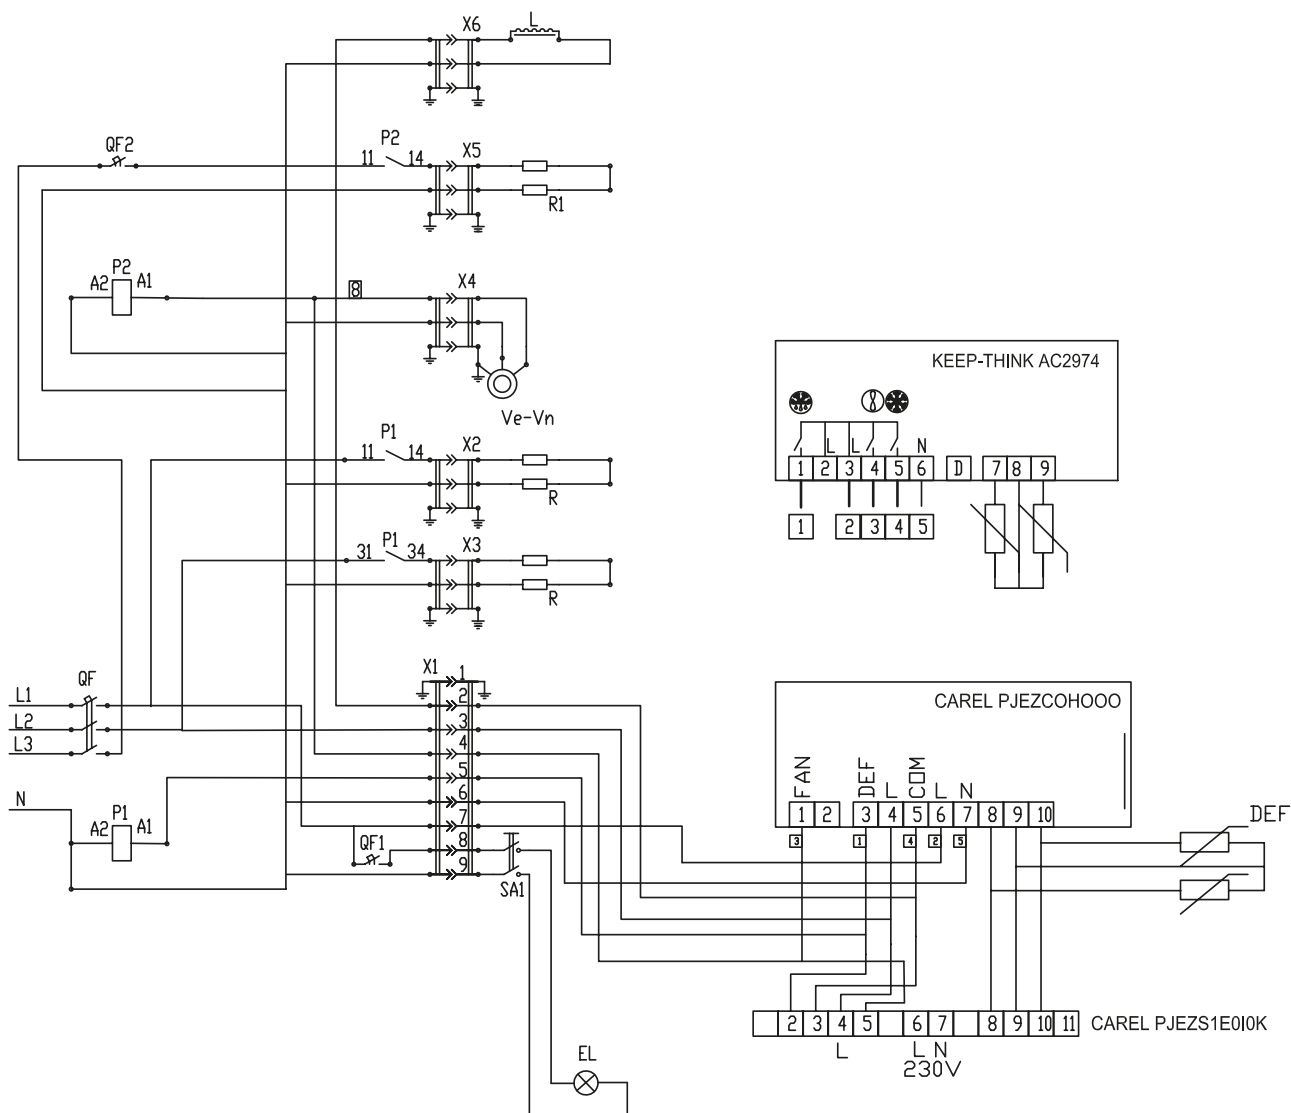 X6 L
QF2 P2 X5
11 14
R1
P2 X4
A2 A1 8
Ve-Vn
KEEP-THINK AC2974
L L N
1 2 3 4 5 6 D 7 8 9
1 2 3 4 5
P1 X2
11 14
R
P1 X3
31 34
R
X1 1
QF 2
L1 3
L2 4
L3 5
N 6
P1 7
A2 A1 8
QF1 9
SA1
EL
CAREL PJEZCOHOOO
FAN DEF L COM L N
1 2 3 4 5 6 7 8 9 10
3 1 4 2 5
DEF
2 3 4 5 6 7 8 9 10 11 CAREL PJEZS1E0I0K
L L N
230V